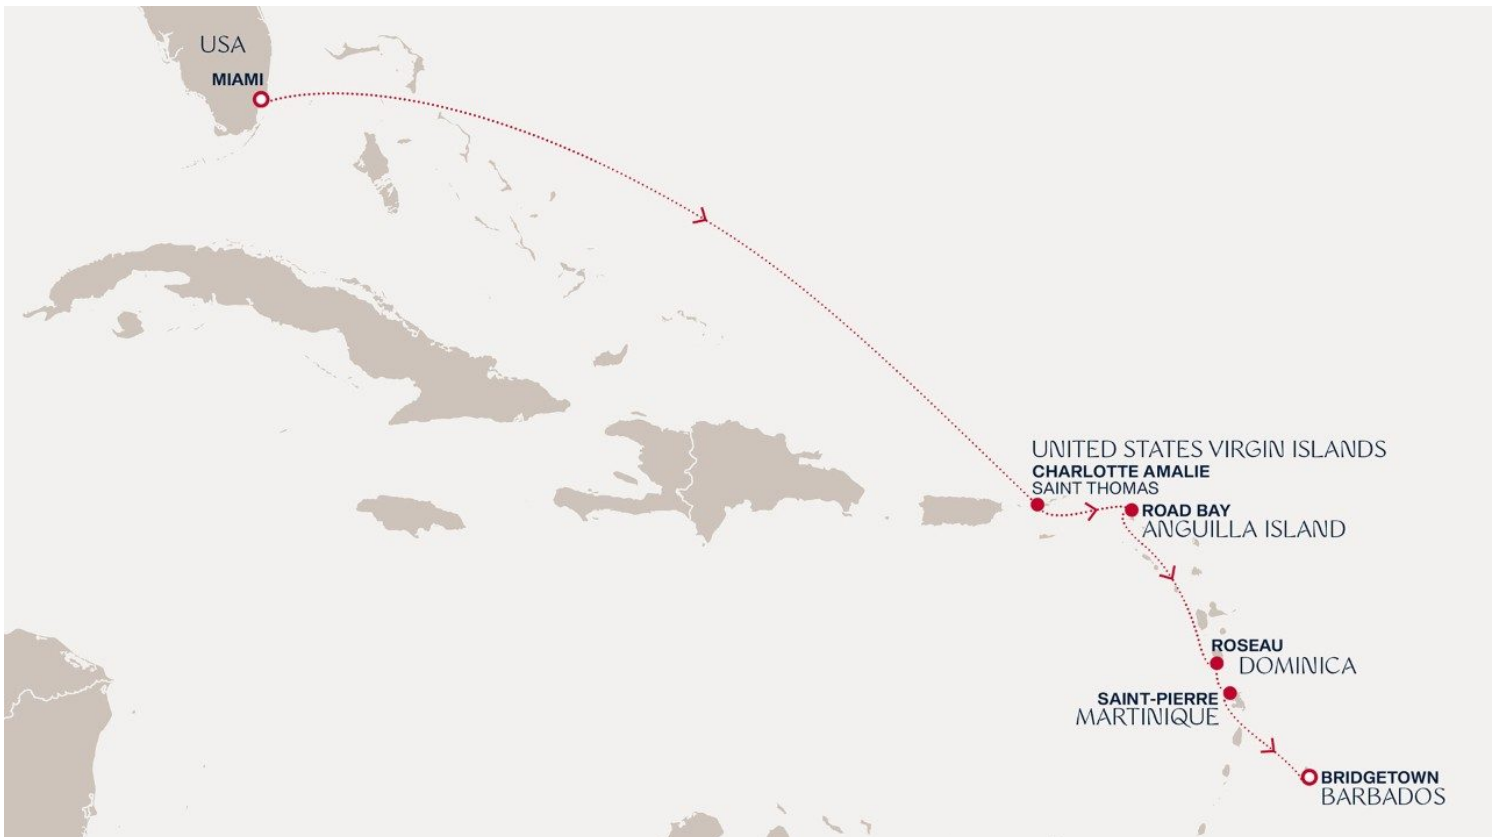 USA
MIAMI
UNITED STATES VIRGIN ISLANDS
CHARLOTTE AMALIE
SAINT THOMAS
ROAD BAY
ANGUILLA ISLAND
ROSEAU
DOMINICA
SAINT-PIERRE
MARTINIQUE
BRIDGETOWN
BARBADOS